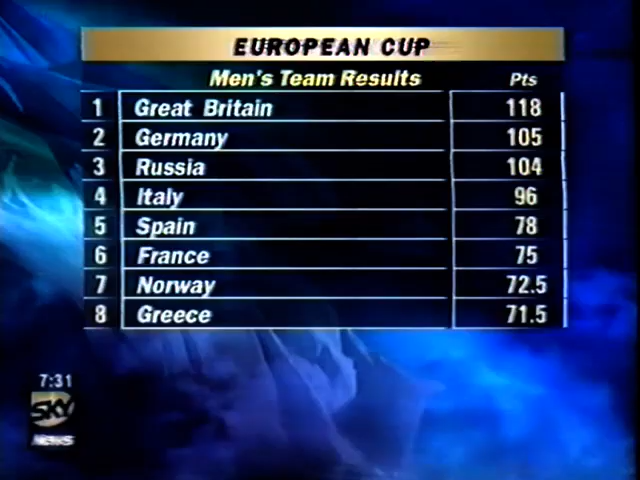 EUROPEAN CUP
Men's Team Results Pts
1 Great Britain 118
2 Germany 105
3 Russia 104
4 Italy 96
5 Spain 78
6 France 75
7 Norway 72.5
8 Greece 71.5
7:31
SKY
NEWS